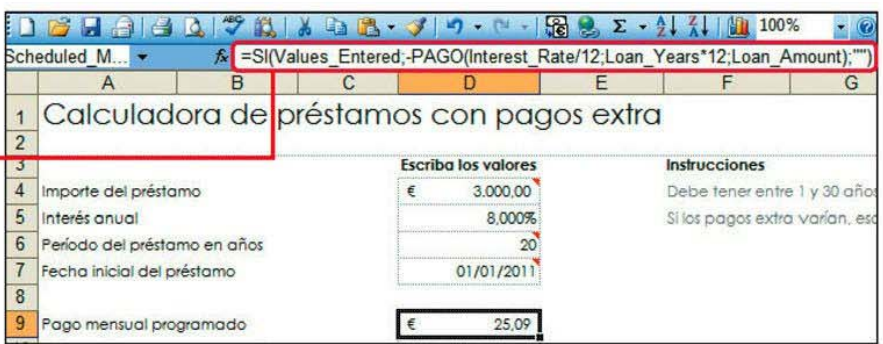 100%
Scheduled_M... fx =SI(Values_Entered;-PAGO(Interest_Rate/12;Loan_Years*12;Loan_Amount);"")
A B C D E F G
1 Calculadora de préstamos con pagos extra
2
3 Escriba los valores Instrucciones
4 Importe del préstamo € 3.000,00 Debe tener entre 1 y 30 años
5 Interés anual 8,000% Si los pagos extra varían, esc
6 Período del préstamo en años 20
7 Fecha inicial del préstamo 01/01/2011
8
9 Pago mensual programado € 25,09